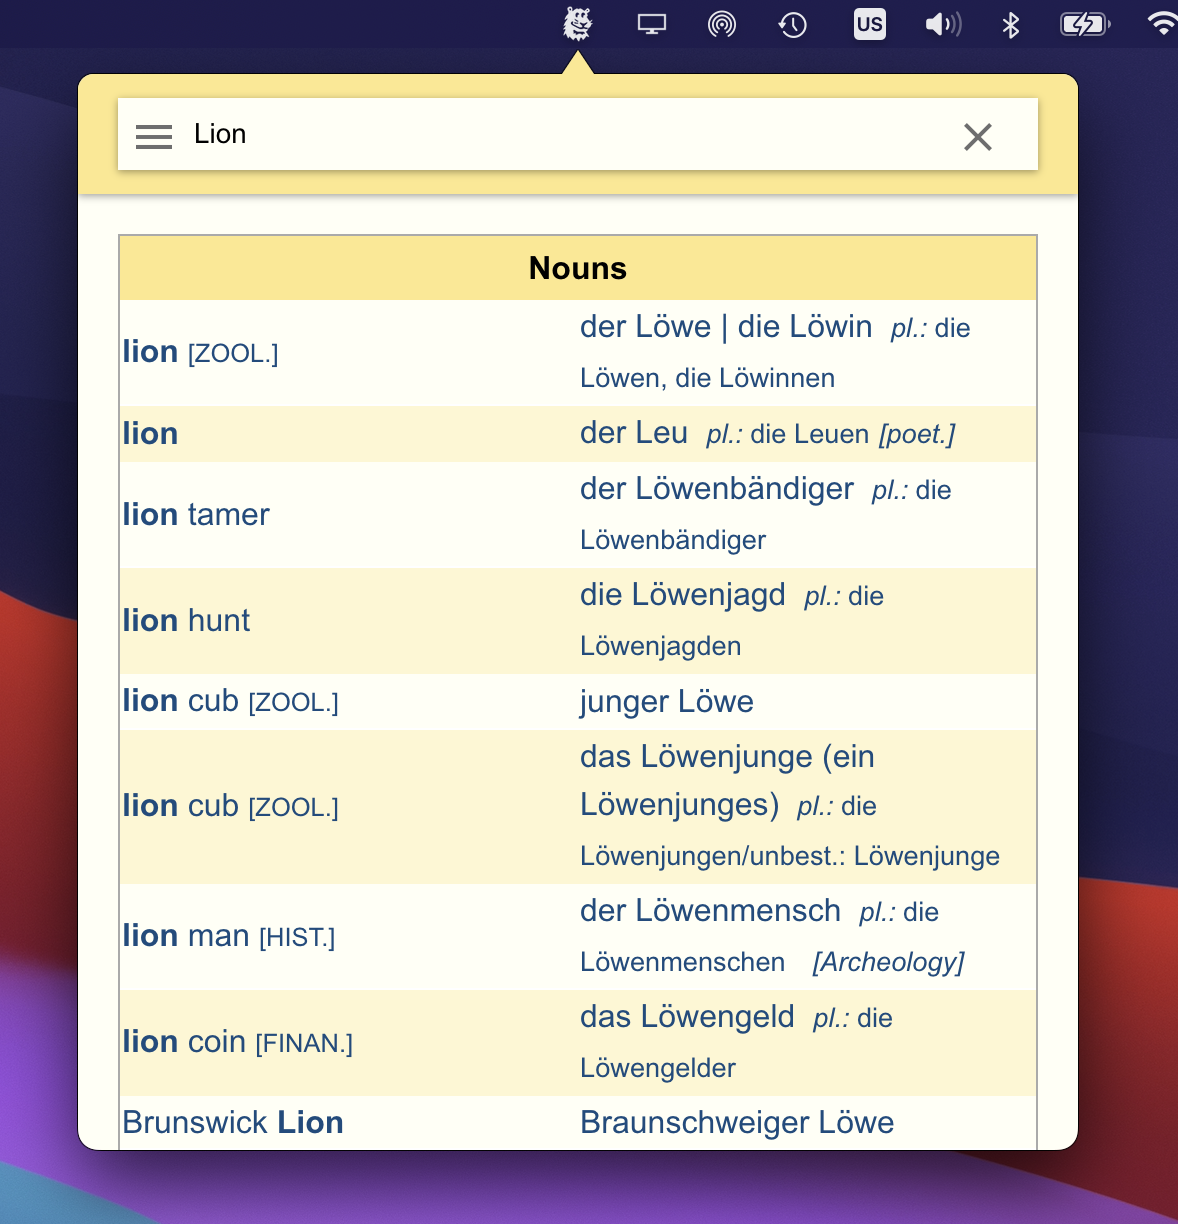 US
Lion
Nouns
lion [ZOOL.]
der Löwe | die Löwin pl.: die
Löwen, die Löwinnen
lion
der Leu pl.: die Leuen [poet.]
lion tamer
der Löwenbändiger pl.: die
Löwenbändiger
lion hunt
die Löwenjagd pl.: die
Löwenjagden
lion cub [ZOOL.]
junger Löwe
lion cub [ZOOL.]
das Löwenjunge (ein
Löwenjunges) pl.: die
Löwenjungen/unbest.: Löwenjunge
lion man [HIST.]
der Löwenmensch pl.: die
Löwenmenschen [Archeology]
lion coin [FINAN.]
das Löwengeld pl.: die
Löwengelder
Brunswick Lion
Braunschweiger Löwe